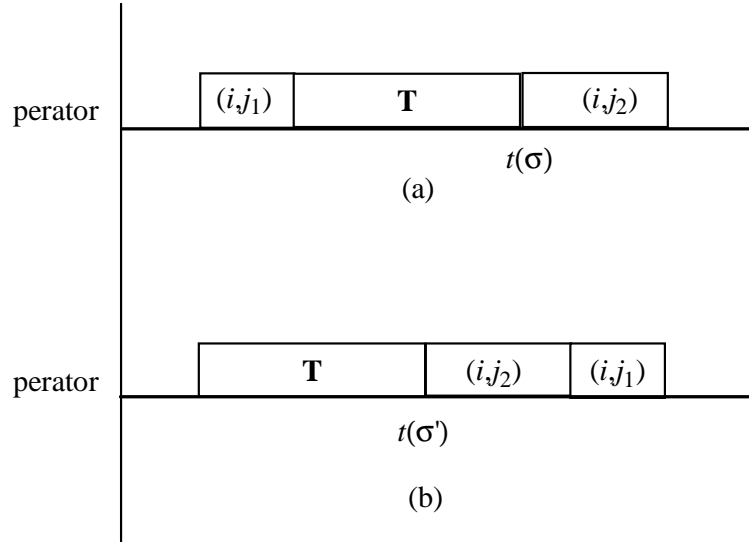 perator (i,j₁) T (i,j₂)
t(σ)
(a)
perator T (i,j₂) (i,j₁)
t(σ')
(b)